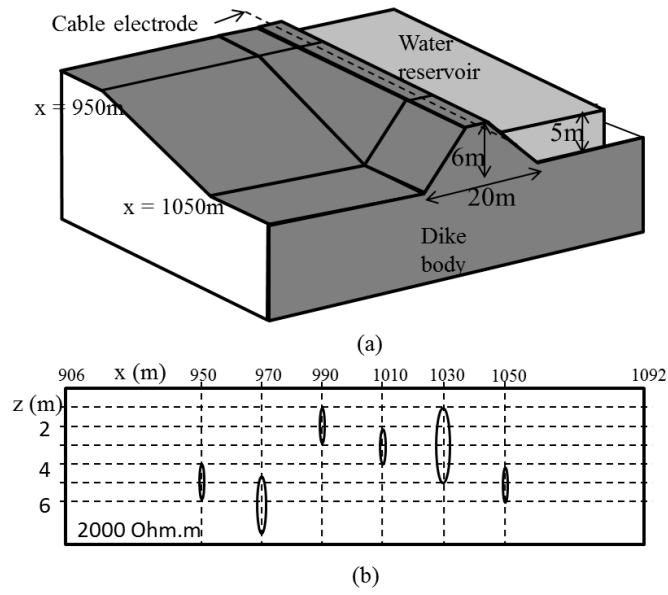 Cable electrode
Water
reservoir
x = 950m
5m
6m
x = 1050m
20m
Dike
body
(a)
906 x (m) 950 970 990 1010 1030 1050 1092
z (m)
2
4
6
2000 Ohm.m
(b)